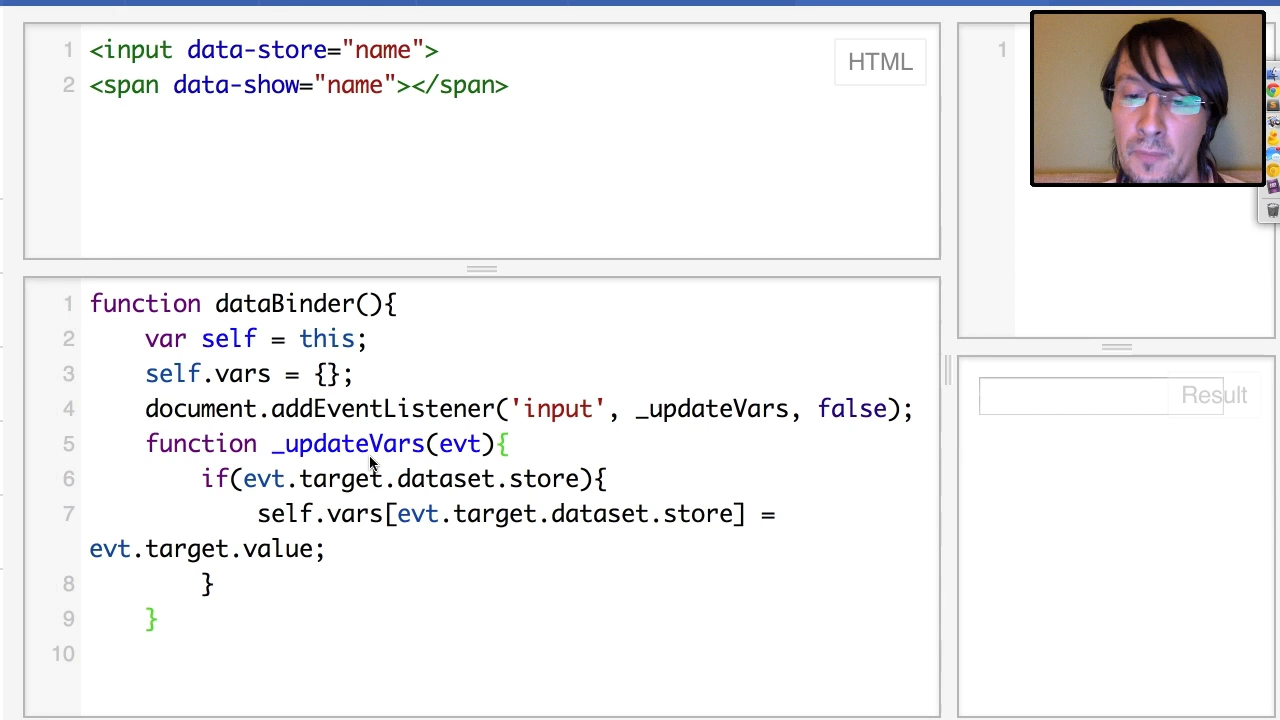 1 <input data-store="name">
2 <span data-show="name"></span>
HTML
1
1 function dataBinder(){
2 var self = this;
3 self.vars = {};
4 document.addEventListener('input', _updateVars, false);
5 function _updateVars(evt){
6 if(evt.target.dataset.store){
7 self.vars[evt.target.dataset.store] =
evt.target.value;
8 }
9 }
10
Result